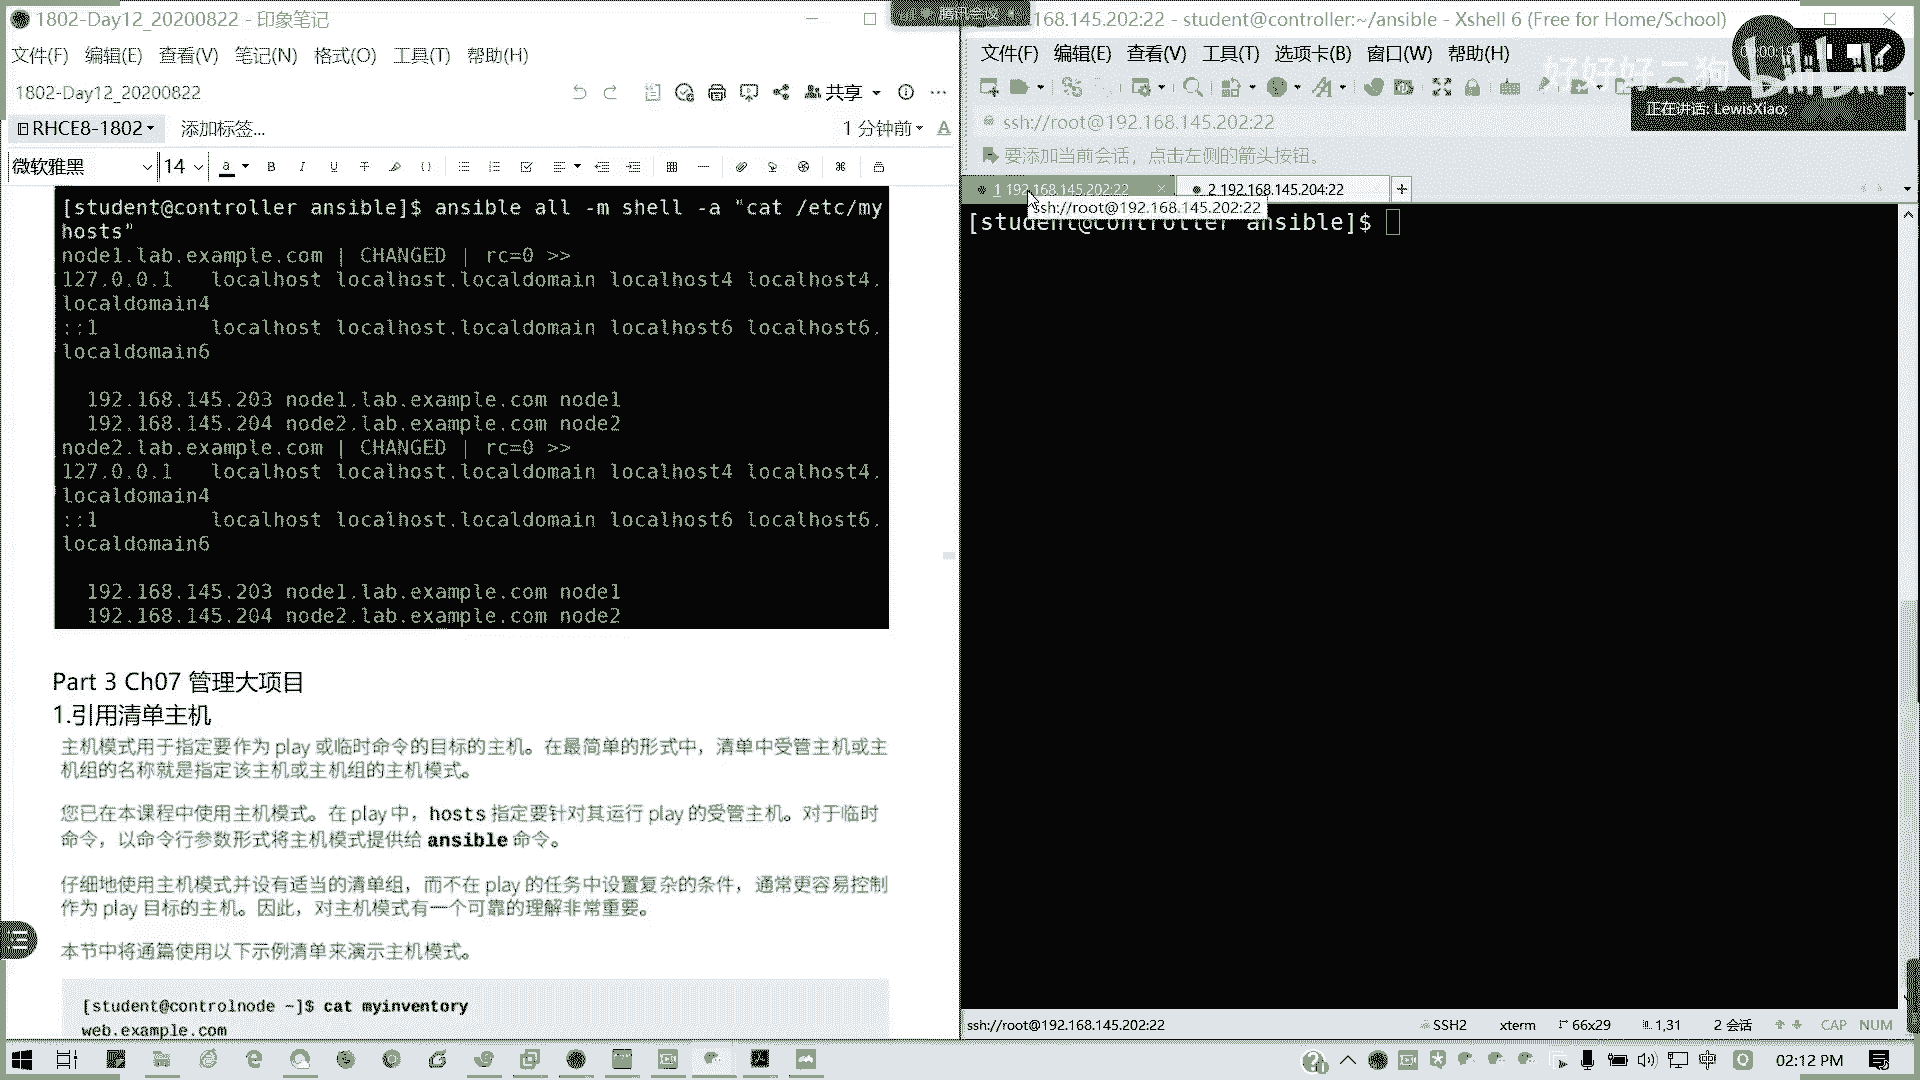 1802-Day12_20200822 - 印象笔记
文件(F) 编辑(E) 查看(V) 笔记(N) 格式(O) 工具(T) 帮助(H)
1802-Day12_20200822
共享
RHCE8-1802 添加标签...
1 分钟前
微软雅黑 14
[student@controller ansible]$ ansible all -m shell -a "cat /etc/my
hosts"
node1.lab.example.com | CHANGED | rc=0 >>
127.0.0.1 localhost localhost.localdomain localhost4 localhost4.
localdomain4
::1 localhost localhost.localdomain localhost6 localhost6.
localdomain6
192.168.145.203 node1.lab.example.com node1
192.168.145.204 node2.lab.example.com node2
node2.lab.example.com | CHANGED | rc=0 >>
127.0.0.1 localhost localhost.localdomain localhost4 localhost4.
localdomain4
::1 localhost localhost.localdomain localhost6 localhost6.
localdomain6
192.168.145.203 node1.lab.example.com node1
192.168.145.204 node2.lab.example.com node2
Part 3 Ch07 管理大项目
1.引用清单主机
主机模式用于指定要作为 play 或临时命令的目标的主机。在最简单的形式中，清单中受管主机或主
机组的名称就是指定该主机或主机组的主机模式。
您已在本课程中使用主机模式。在 play 中，hosts 指定要针对其运行 play 的受管主机。对于临时
命令，以命令行参数形式将主机模式提供给 ansible 命令。
仔细地使用主机模式并设有适当的清单组，而不在 play 的任务中设置复杂的条件，通常更容易控制
作为 play 目标的主机。因此，对主机模式有一个可靠的理解非常重要。
本节中将通篇使用以下示例清单来演示主机模式。
[student@controlnode ~]$ cat myinventory
web.example.com
腾讯会议
168.145.202:22 - student@controller:~/ansible - Xshell 6 (Free for Home/School)
文件(F) 编辑(E) 查看(V) 工具(T) 选项卡(B) 窗口(W) 帮助(H)
好好好二狗
正在讲话: LewisXiao;
ssh://root@192.168.145.202:22
要添加当前会话，点击左侧的箭头按钮。
1 192.168.145.202:22
2 192.168.145.204:22
ssh://root@192.168.145.202:22
[student@controller ansible]$
ssh://root@192.168.145.202:22 SSH2 xterm 66x29 1,31 2 会话 CAP NUM
中 02:12 PM